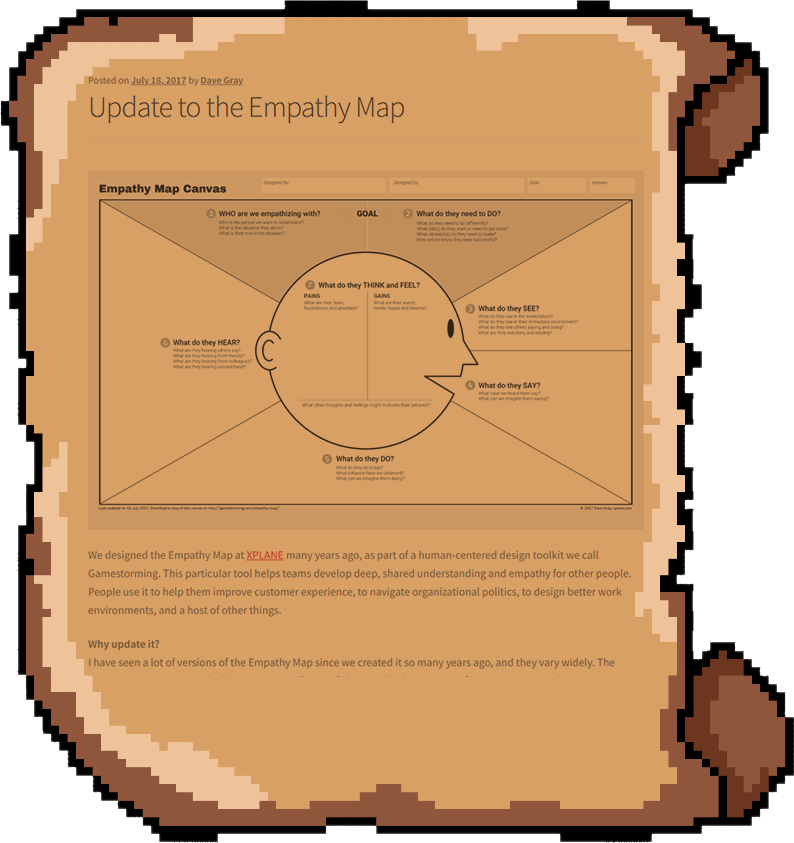 Posted on July 18, 2017 by Dave Gray
Update to the Empathy Map
Empathy Map Canvas
Designed for:
Designed by:
Date:
Version:
1 WHO are we empathizing with?
Who is the person we want to understand?
What is the situation they are in?
What is their role in the situation?
GOAL
2 What do they need to DO?
What do they need to do differently?
What job(s) do they want or need to get done?
What decision(s) do they need to make?
How will we know they were successful?
7 What do they THINK and FEEL?
PAINS
What are their fears,
frustrations, and anxieties?
GAINS
What are their wants,
needs, hopes and dreams?
3 What do they SEE?
What do they see in the marketplace?
What do they see in their immediate environment?
What do they see others saying and doing?
What are they watching and reading?
6 What do they HEAR?
What are they hearing others say?
What are they hearing from friends?
What are they hearing from colleagues?
What are they hearing second-hand?
4 What do they SAY?
What have we heard them say?
What can we imagine them saying?
What other thoughts and feelings might motivate their behavior?
5 What do they DO?
What do they do today?
What behavior have we observed?
What can we imagine them doing?
Last updated on 16 July 2017. Download a copy of this canvas at http://gamestorming.com/empathy-map/
© 2017 Dave Gray, xplane.com
We designed the Empathy Map at XPLANE many years ago, as part of a human-centered design toolkit we call
Gamestorming. This particular tool helps teams develop deep, shared understanding and empathy for other people.
People use it to help them improve customer experience, to navigate organizational politics, to design better work
environments, and a host of other things.
Why update it?
I have seen a lot of versions of the Empathy Map since we created it so many years ago, and they vary widely. The